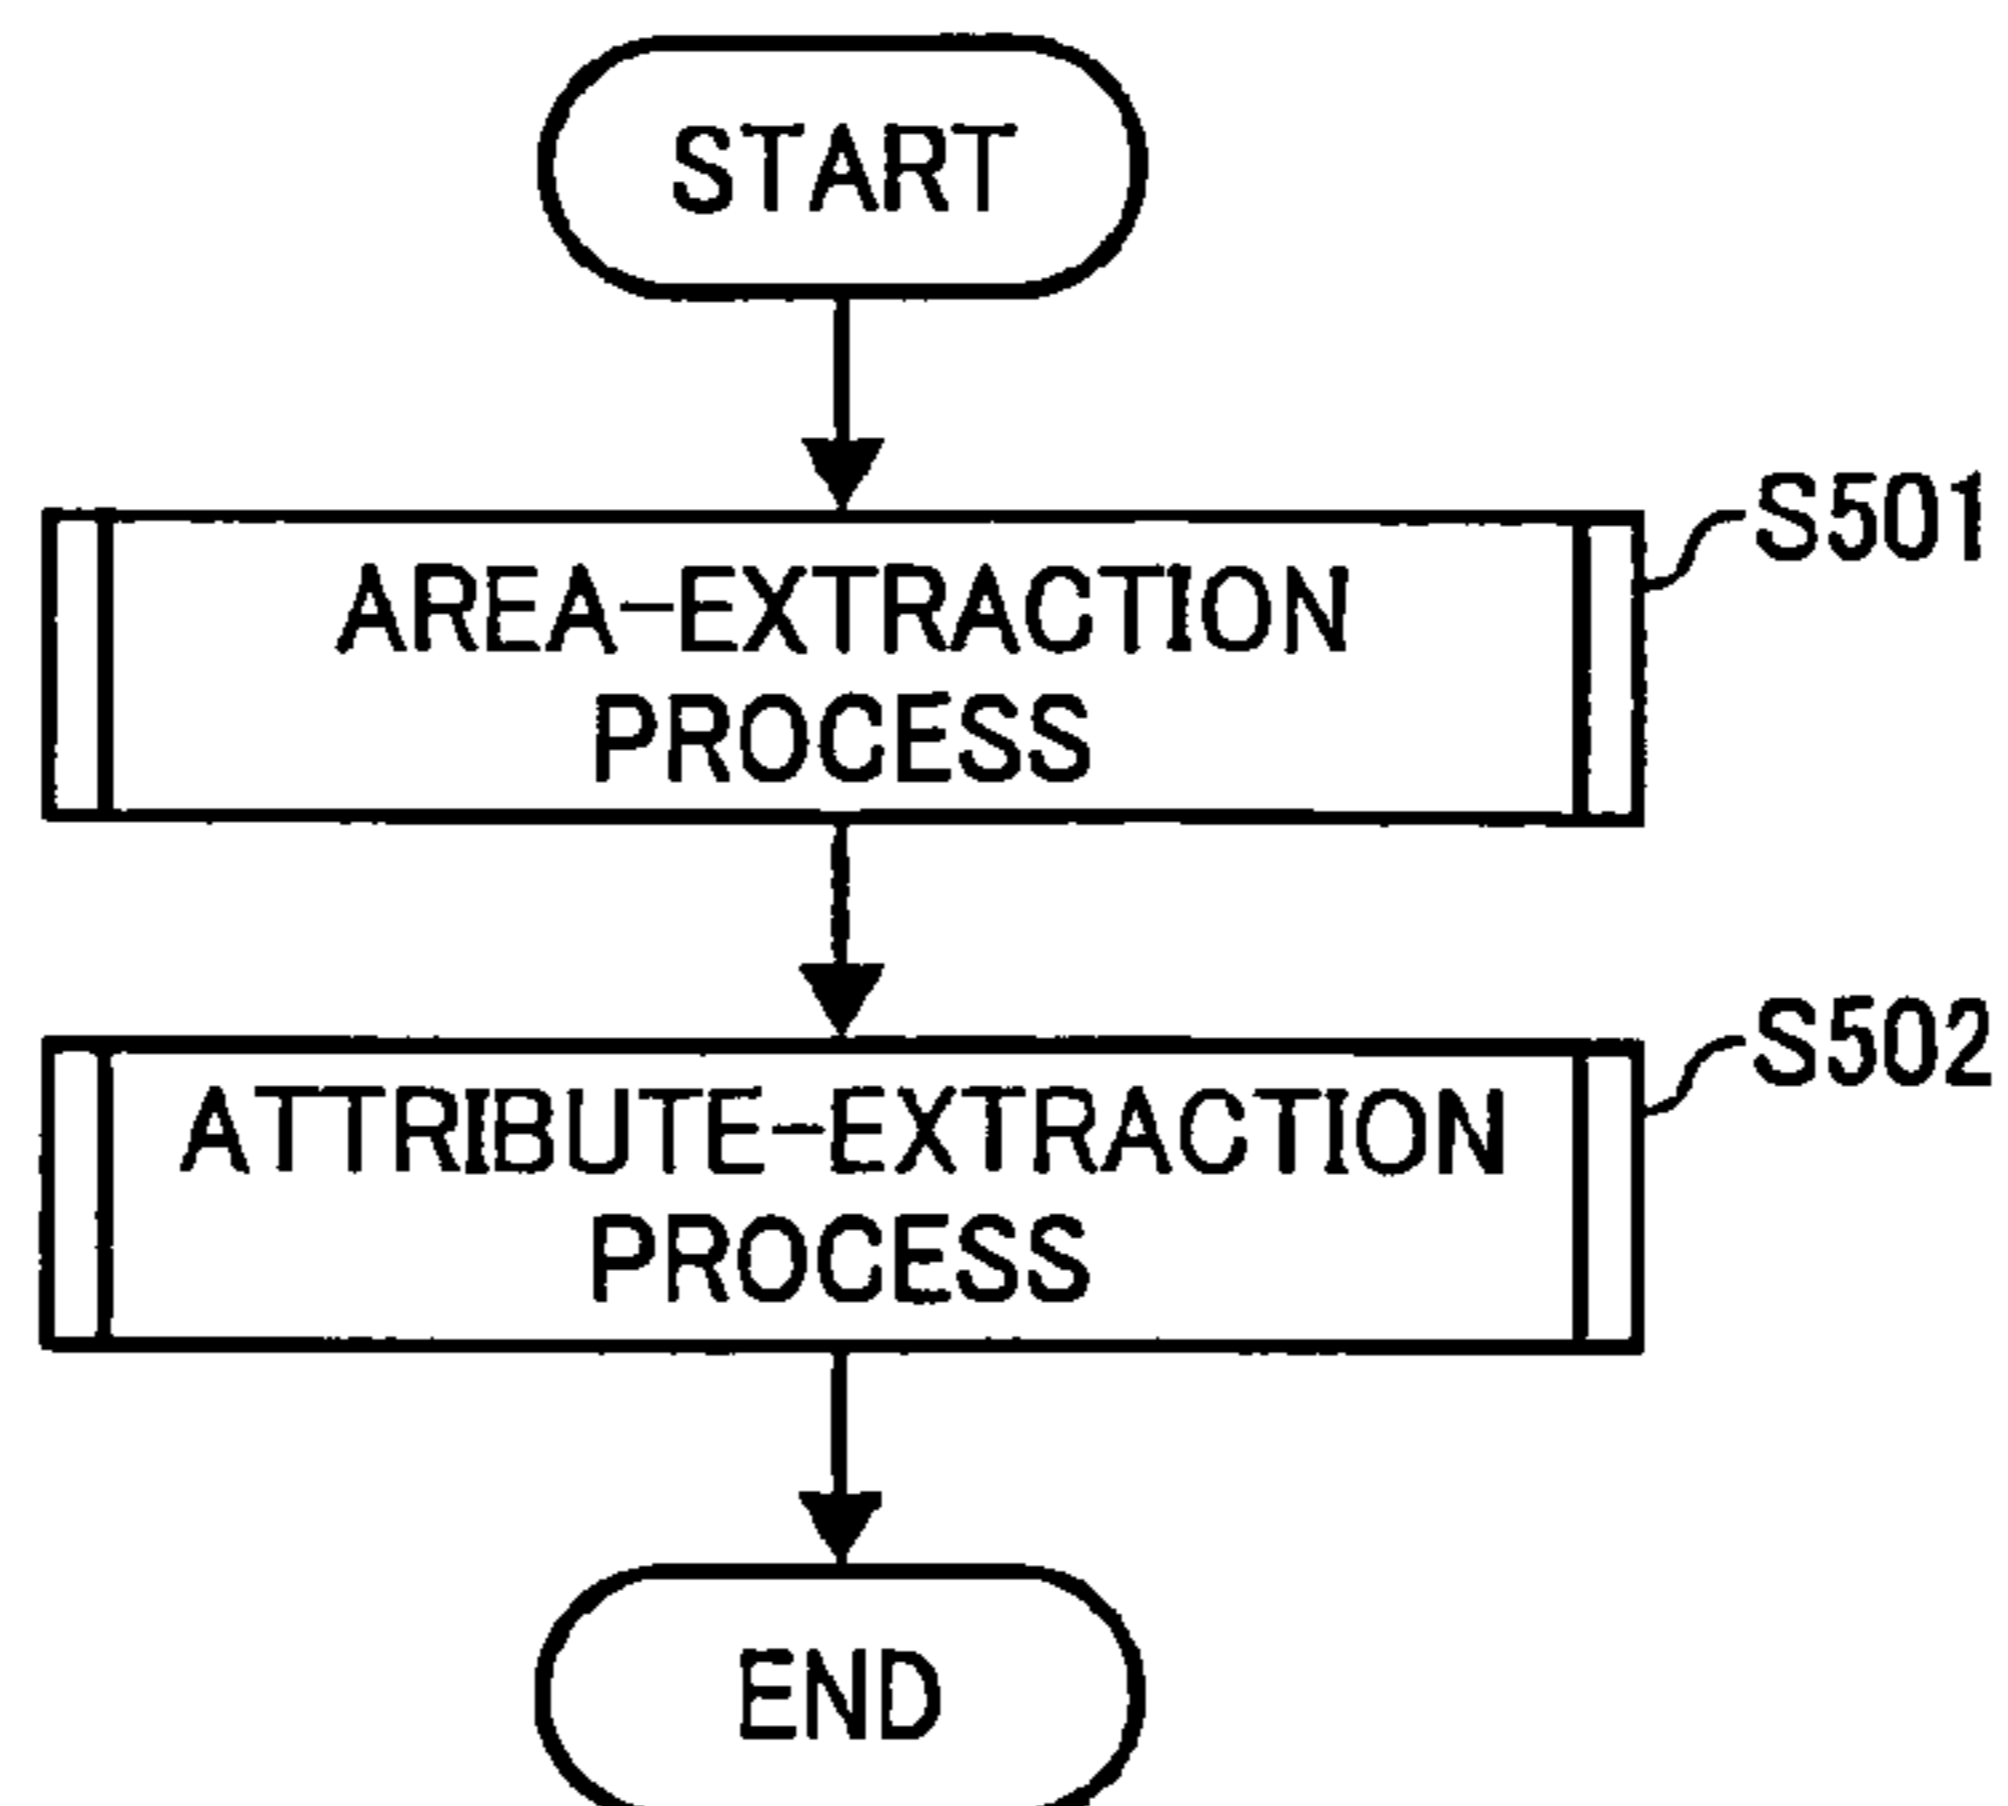 START
S501
AREA-EXTRACTION
PROCESS
S502
ATTRIBUTE-EXTRACTION
PROCESS
END